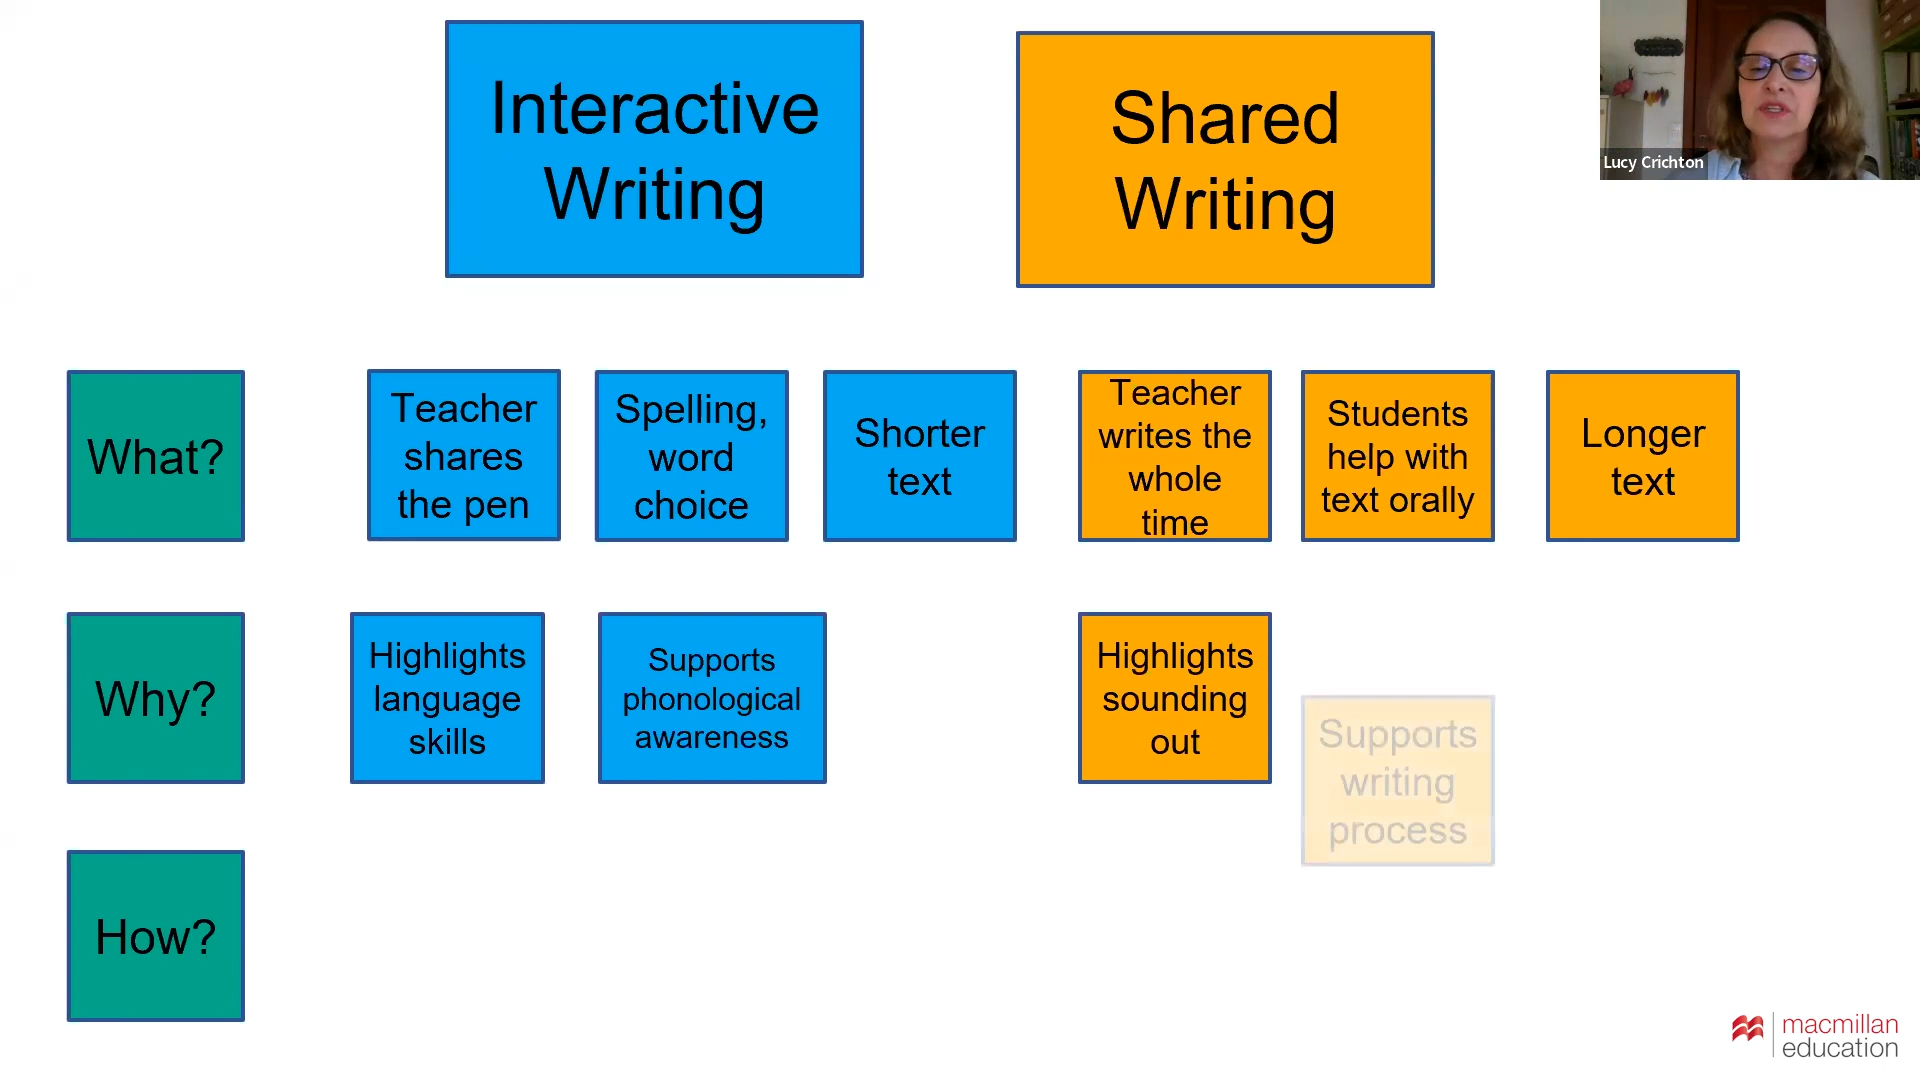 Interactive
Writing
Shared
Writing
Lucy Crichton
What?
Teacher
shares
the pen
Spelling,
word
choice
Shorter
text
Teacher
writes the
whole
time
Students
help with
text orally
Longer
text
Why?
Highlights
language
skills
Supports
phonological
awareness
Highlights
sounding
out
Supports
writing
process
How?
macmillan
education